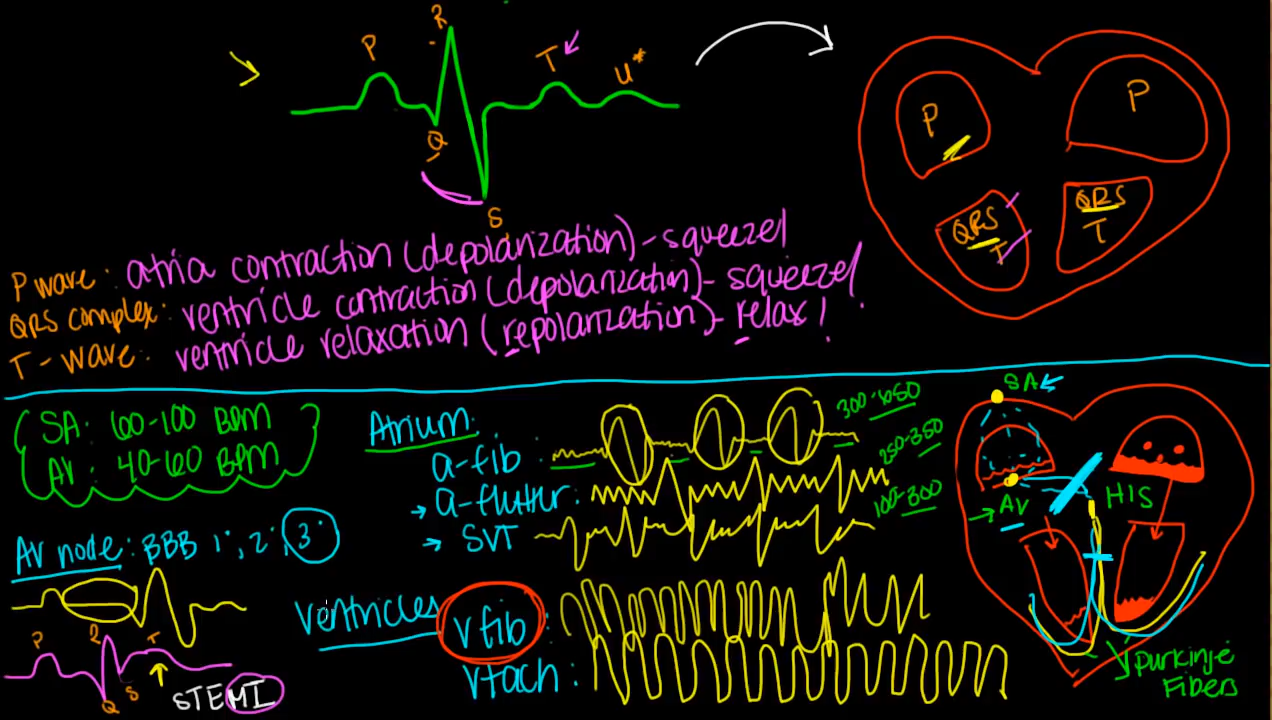 R
P
T
U*
Q
S
P
P
QRS
T
QRS
T
P wave: atria contraction (depolarization) - squeeze!
QRS complex: ventricle contraction (depolarization) - squeeze!
T-wave: ventricle relaxation (repolarization) - relax!
SA: 60-100 BPM
AV: 40-60 BPM
AV node: BBB 1°, 2°, 3°
P
R
T
Q
S
STEMI
Atrium:
a-fib: 300-650
a-flutter: 250-350
SVT 100-300
ventricles
vfib:
vtach:
SA
AV
HIS
purkinje
Fibers